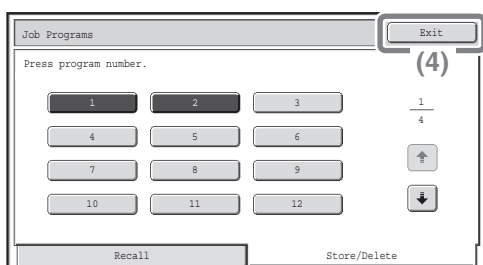 Job Programs
Exit
(4)
Press program number.
1 2 3
1
4
4 5 6
7 8 9
10 11 12
Recall
Store/Delete